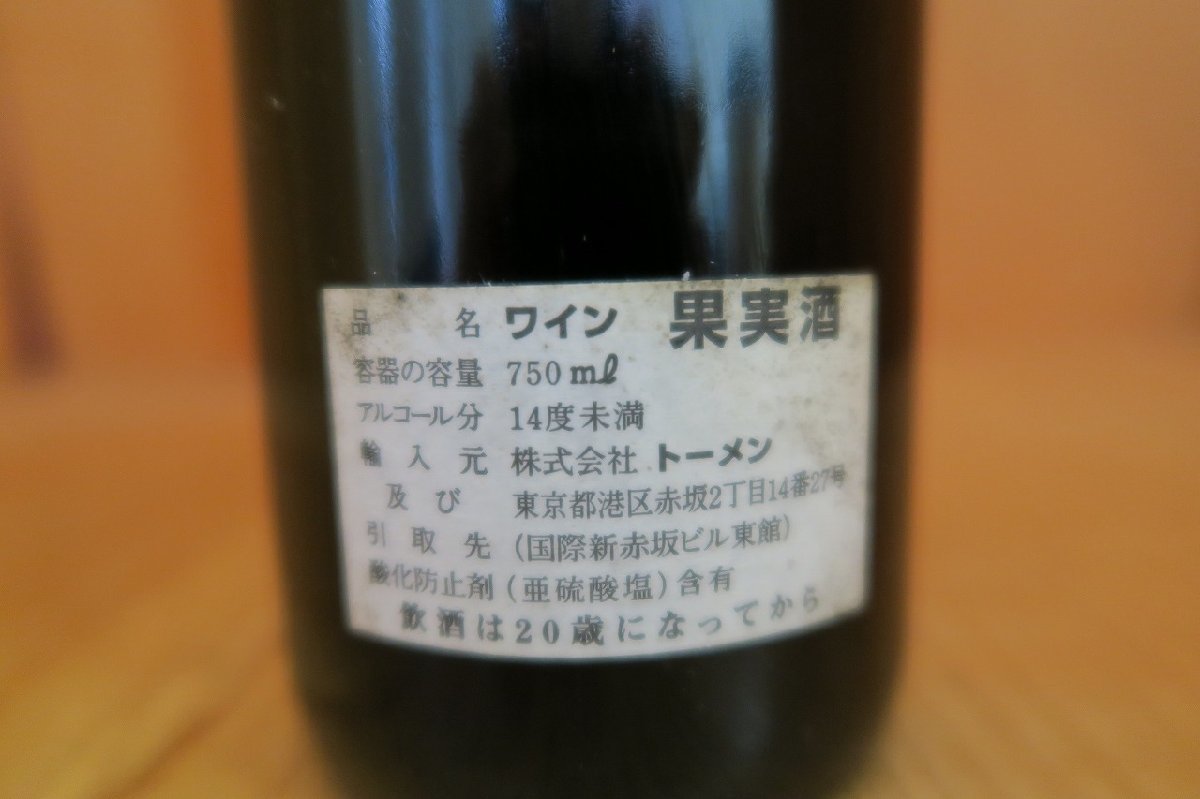 品名 ワイン 果実酒
容器の容量 750ml
アルコール分 14度未満
輸入元 株式会社 トーメン
及び 東京都港区赤坂2丁目14番27号
引取先 (国際新赤坂ビル東館)
酸化防止剤(亜硫酸塩)含有
飲酒は20歳になってから